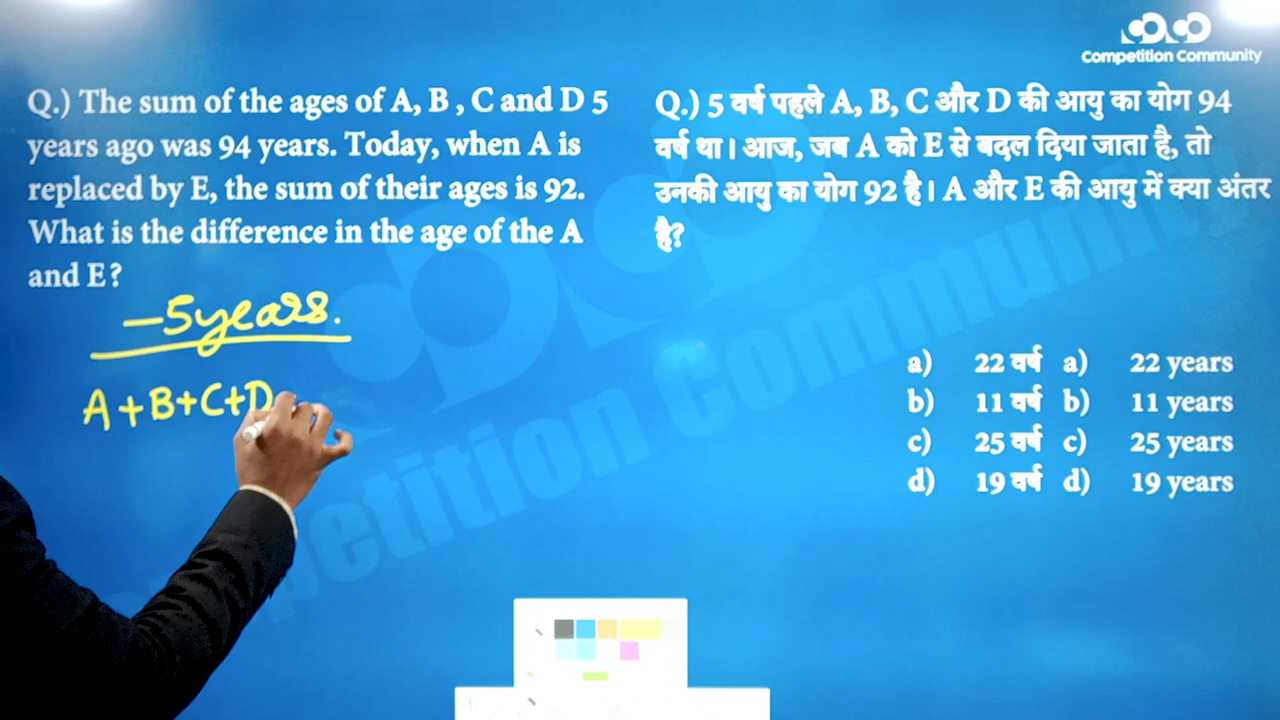 Competition Community
Q.) The sum of the ages of A, B , C and D 5
years ago was 94 years. Today, when A is
replaced by E, the sum of their ages is 92.
What is the difference in the age of the A
and E?
Q.) 5 वर्ष पहले A, B, C और D की आयु का योग 94
वर्ष था। आज, जब A को E से बदल दिया जाता है, तो
उनकी आयु का योग 92 है। A और E की आयु में क्या अंतर
है?
-5years.
A+B+C+D
a) 22 वर्ष a) 22 years
b) 11 वर्ष b) 11 years
c) 25 वर्ष c) 25 years
d) 19 वर्ष d) 19 years
petition Community